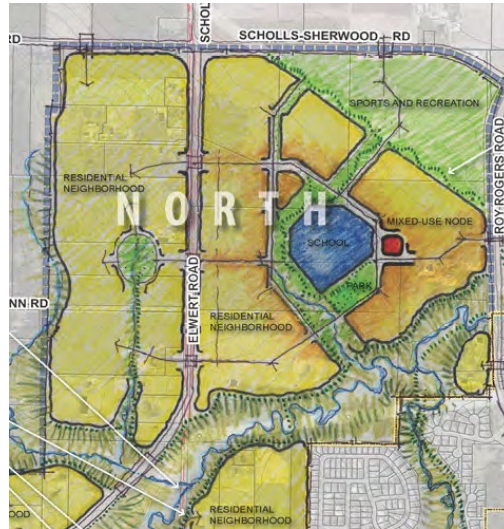 RD
SCHOLLS-SHERWOOD RD
SCHOL
SPORTS AND RECREATION
RESIDENTIAL
NEIGHBORHOOD
NORTH
MIXED-USE NODE
ROY ROGERS ROAD
SCHOOL
PARK
NN RD
ELWERT ROAD
RESIDENTIAL
NEIGHBORHOOD
OOD
RESIDENTIAL
NEIGHBORHOOD